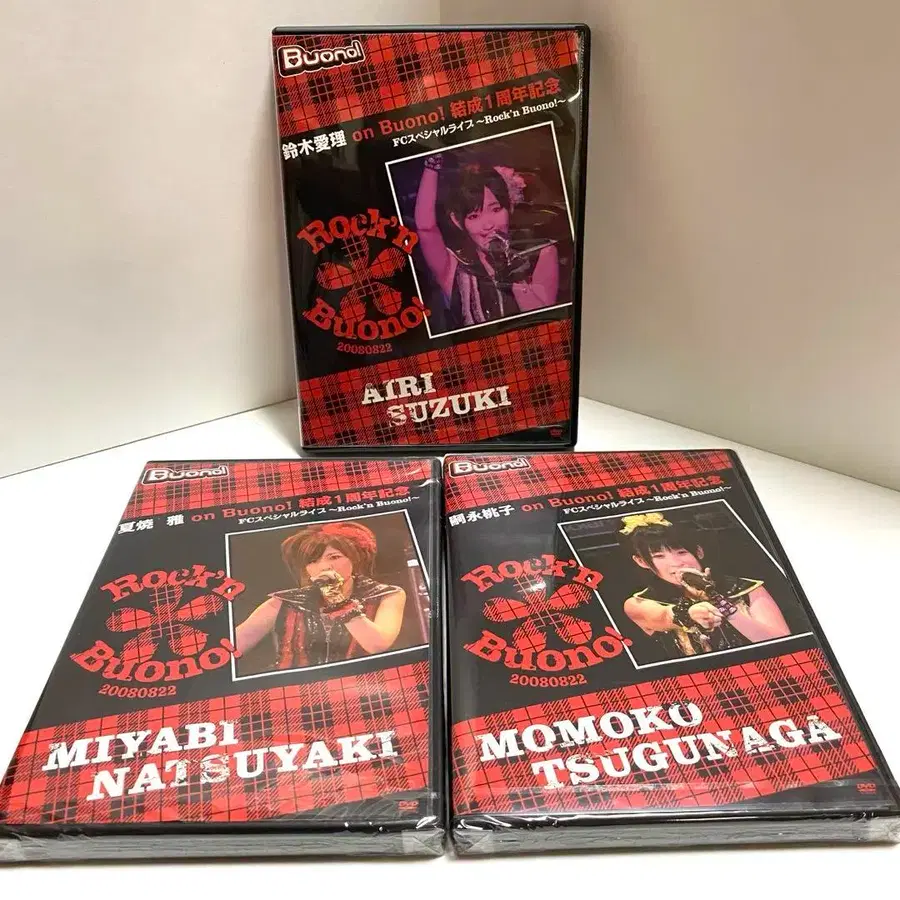 Buono!
鈴木愛理 on Buono! 結成1周年記念
FCスペシャルライブ ～Rock'n Buono!～
Rock'n
Buono!
20080822
AIRI
SUZUKI
DVD
Buono!
夏焼 雅 on Buono! 結成1周年記念
FCスペシャルライブ ～Rock'n Buono!～
Rock'n
Buono!
20080822
MIYABI
NATSUYAKI
DVD
Buono!
嗣永桃子 on Buono! 結成1周年記念
FCスペシャルライブ ～Rock'n Buono!～
Rock'n
Buono!
20080822
MOMOKO
TSUGUNAGA
DVD